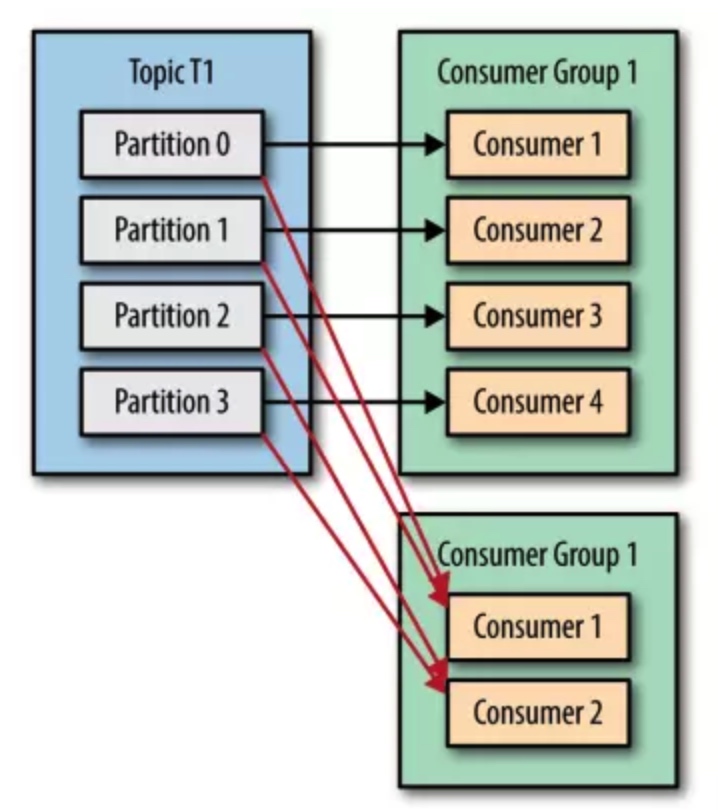 Topic T1
Partition 0
Partition 1
Partition 2
Partition 3
Consumer Group 1
Consumer 1
Consumer 2
Consumer 3
Consumer 4
Consumer Group 1
Consumer 1
Consumer 2